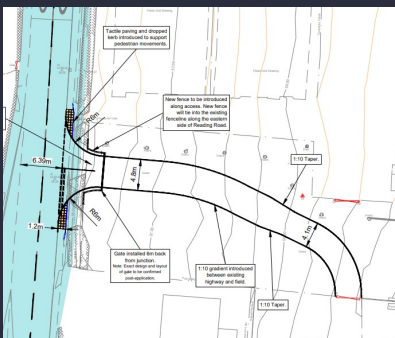 Tactile paving and dropped
kerb introduced to support
pedestrian movements.
R6m
New fence to be introduced
along access. New fence
will tie into the existing
fenceline along the eastern
side of Reading Road.
1:10 Taper
6.39m
4.8m
R6m
4.1m
1.2m
Gate installed 6m back
from junction.
Note: Exact design and layout
of gate to be confirmed
post-application.
1:10 gradient introduced
between existing
highway and field.
1:10 Taper